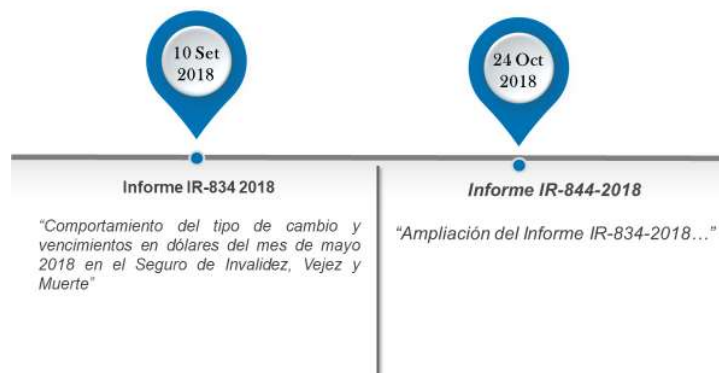 10 Set
2018
24 Oct
2018
Informe IR-834 2018
"Comportamiento del tipo de cambio y
vencimientos en dólares del mes de mayo
2018 en el Seguro de Invalidez, Vejez y
Muerte"
Informe IR-844-2018
"Ampliación del Informe IR-834-2018…"